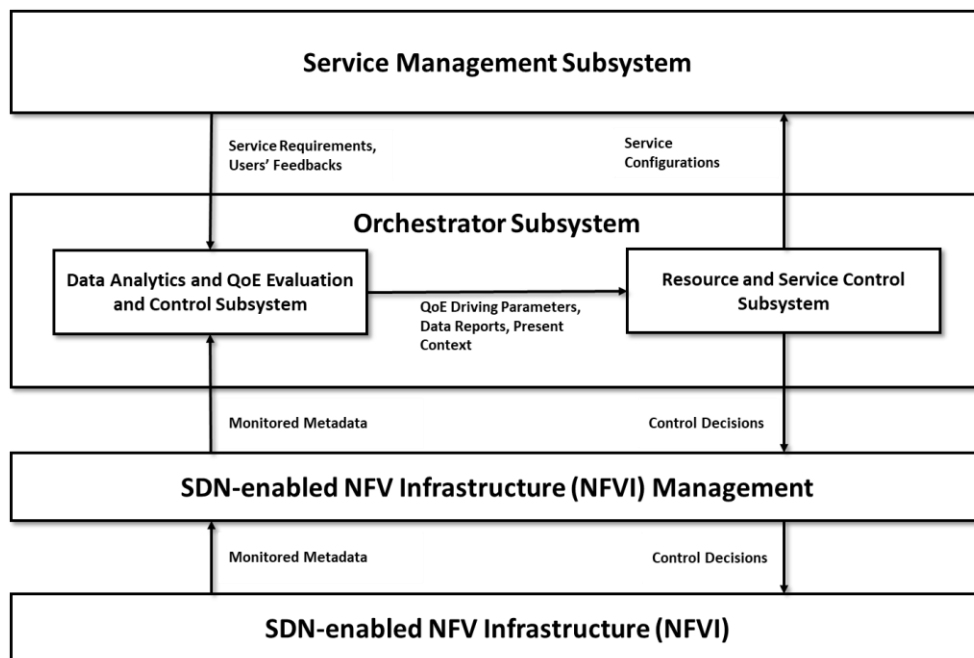 Service Management Subsystem
Service Requirements,
Users' Feedbacks
Service
Configurations
Orchestrator Subsystem
Data Analytics and QoE Evaluation
and Control Subsystem
QoE Driving Parameters,
Data Reports, Present
Context
Resource and Service Control
Subsystem
Monitored Metadata
Control Decisions
SDN-enabled NFV Infrastructure (NFVI) Management
Monitored Metadata
Control Decisions
SDN-enabled NFV Infrastructure (NFVI)